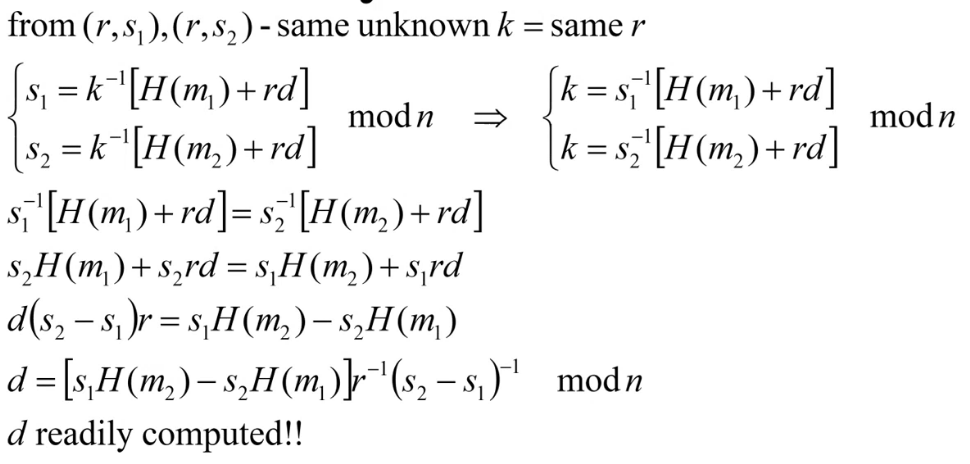 from (r, s₁), (r, s₂) - same unknown k = same r
{ s₁ = k⁻¹[H(m₁) + rd]   mod n   ⇒   { k = s₁⁻¹[H(m₁) + rd]   mod n
{ s₂ = k⁻¹[H(m₂) + rd]   { k = s₂⁻¹[H(m₂) + rd]
s₁⁻¹[H(m₁) + rd] = s₂⁻¹[H(m₂) + rd]
s₂H(m₁) + s₂rd = s₁H(m₂) + s₁rd
d(s₂ − s₁)r = s₁H(m₂) − s₂H(m₁)
d = [s₁H(m₂) − s₂H(m₁)]r⁻¹(s₂ − s₁)⁻¹   mod n
d readily computed!!